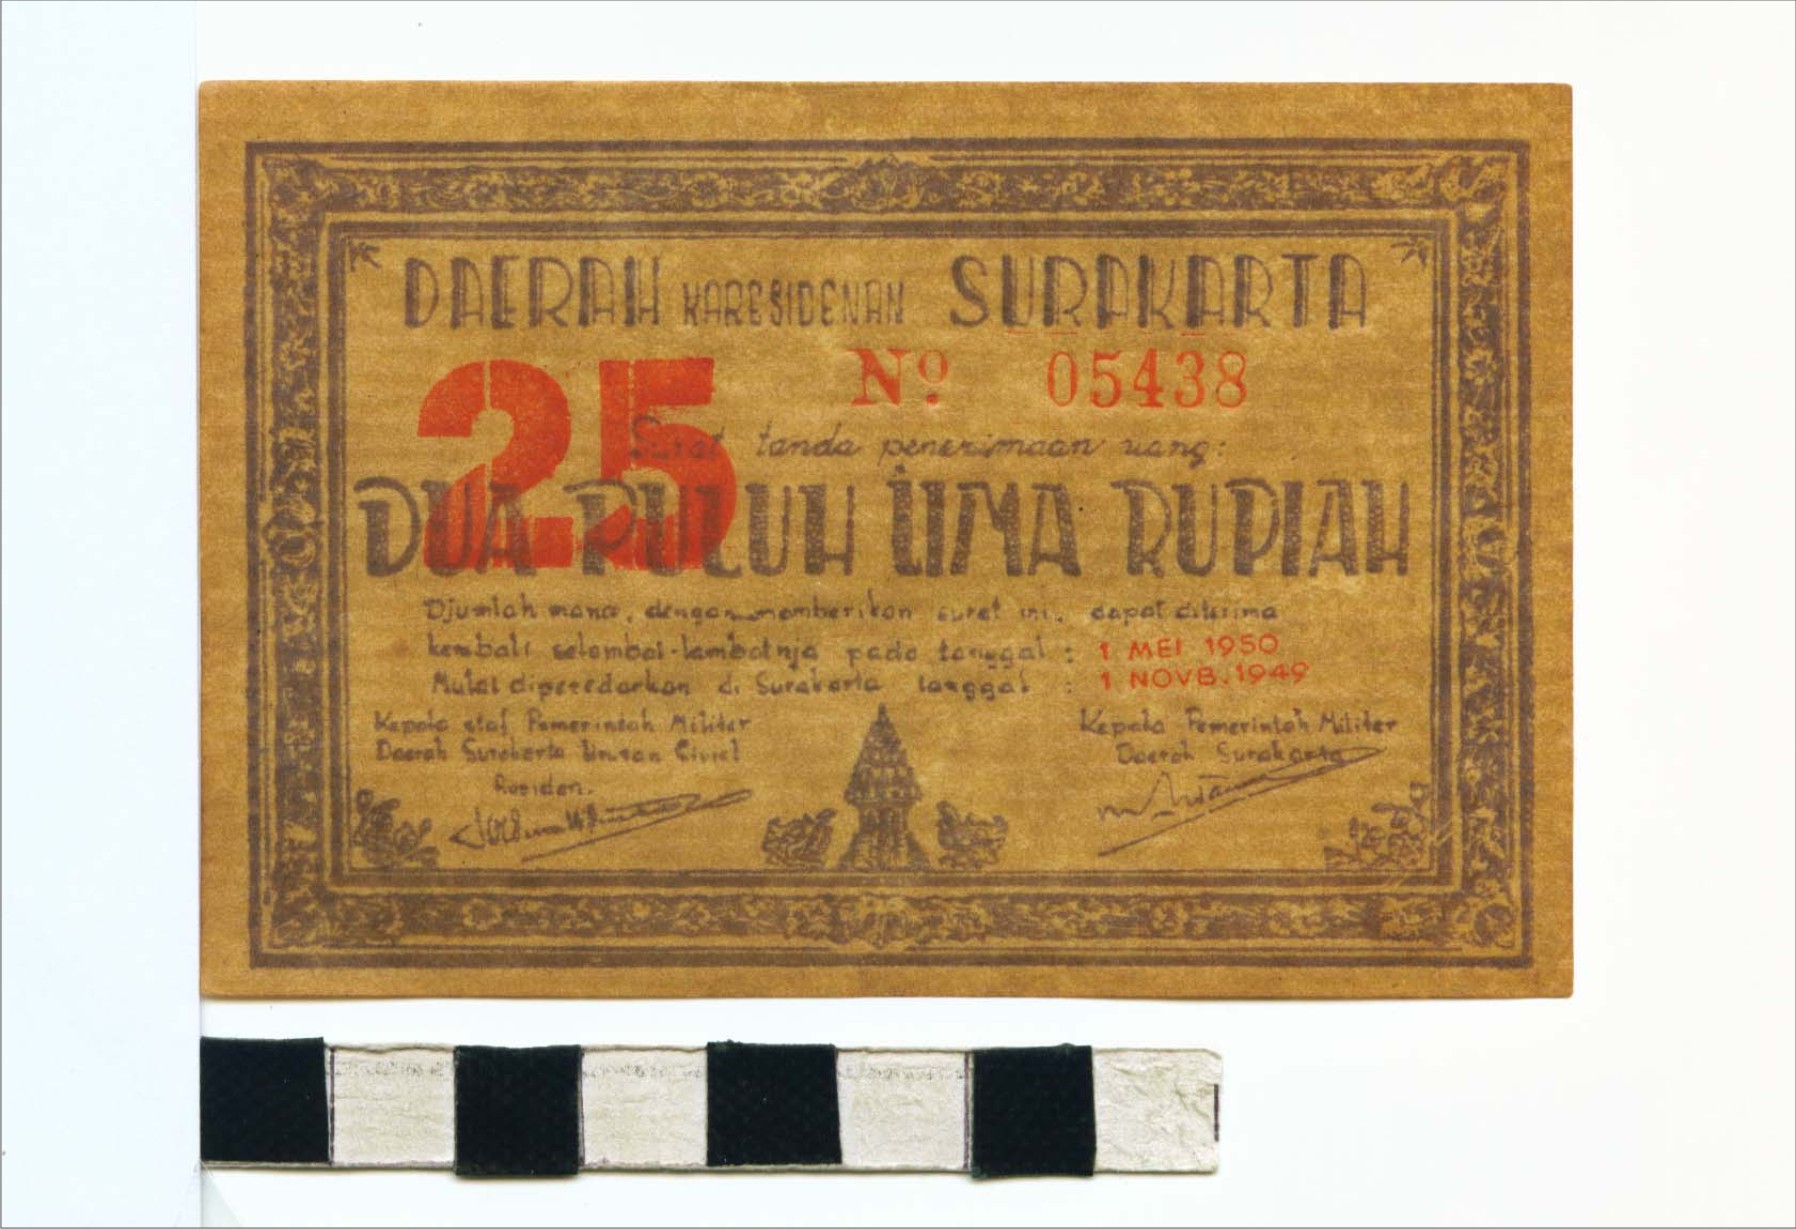 DAERAH KARESIDENAN SURAKARTA
25 Nº 05438
Surat tanda penerimaan uang:
DUA PULUH LIMA RUPIAH
Djumlah mana, dengan memberikan surat ini, dapat diterima
kembali selambat-lambatnja pada tanggal : 1 MEI 1950
Mulai diperedarkan di Surakarta tanggal : 1 NOVB. 1949
Kepala staf Pemerintah Militer
Daerah Surakarta Urusan Civiel
Residen.
Kepala Pemerintah Militer
Daerah Surakarta